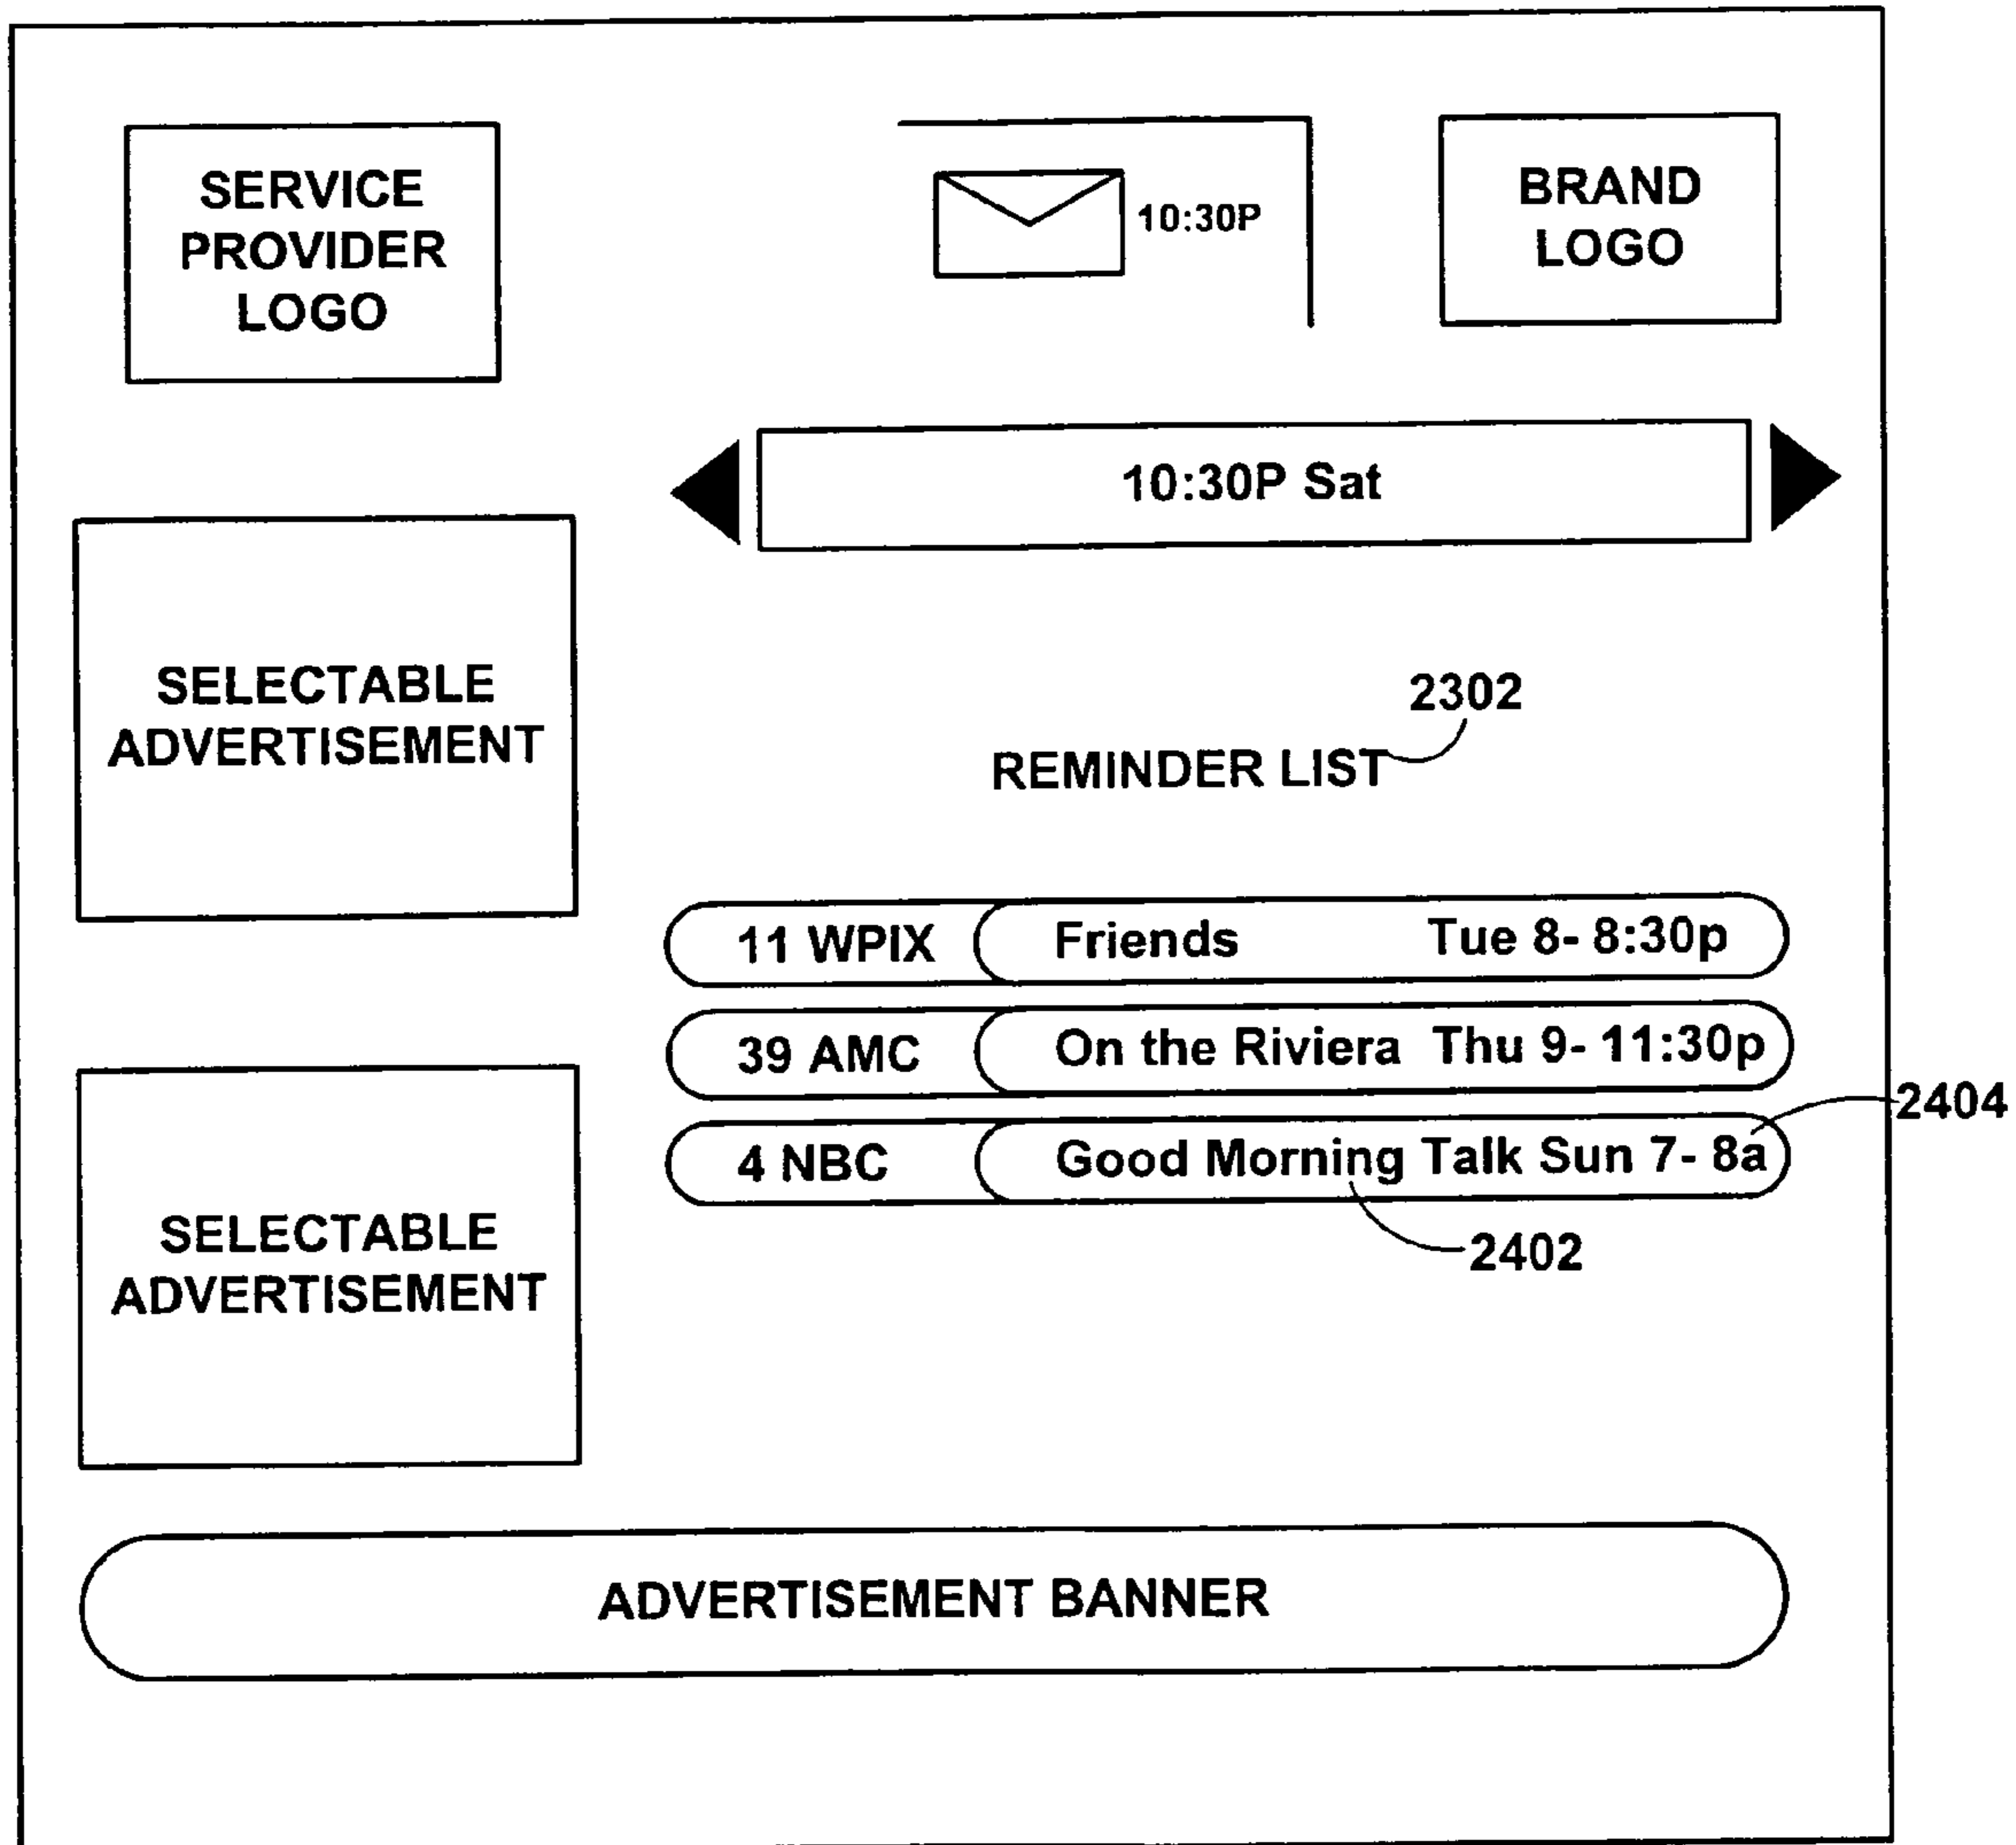 SERVICE
PROVIDER
LOGO
10:30P
BRAND
LOGO
10:30P Sat
SELECTABLE
ADVERTISEMENT
2302
REMINDER LIST
11 WPIX Friends Tue 8- 8:30p
39 AMC On the Riviera Thu 9- 11:30p
4 NBC Good Morning Talk Sun 7- 8a
2404
2402
SELECTABLE
ADVERTISEMENT
ADVERTISEMENT BANNER